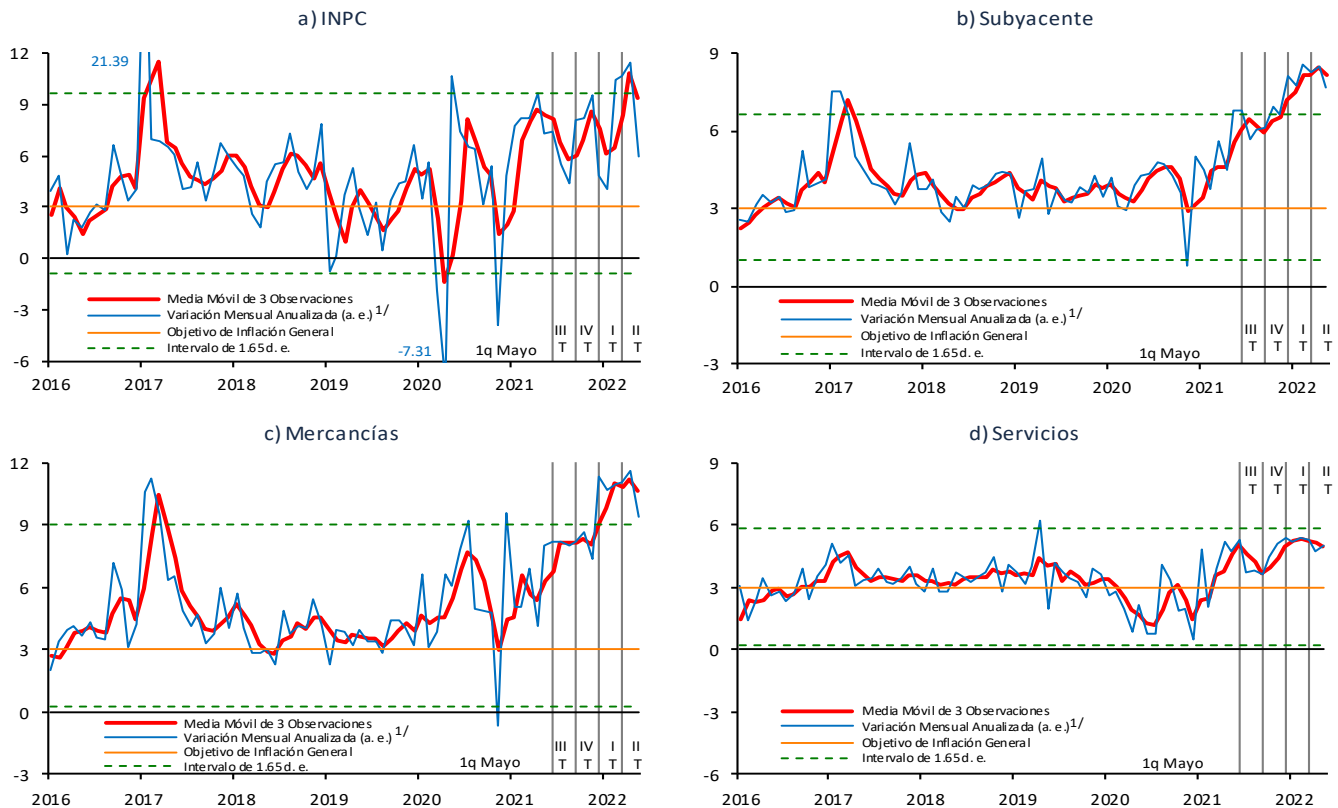 a) INPC
12
9
6
3
0
-3
-6
21.39
-7.31
Media Móvil de 3 Observaciones
Variación Mensual Anualizada (a. e.) 1/
Objetivo de Inflación General
Intervalo de 1.65 d. e.
1q Mayo
III T
IV T
I T
II T
2016 2017 2018 2019 2020 2021 2022
b) Subyacente
9
6
3
0
-3
Media Móvil de 3 Observaciones
Variación Mensual Anualizada (a. e.) 1/
Objetivo de Inflación General
Intervalo de 1.65 d. e.
1q Mayo
III T
IV T
I T
II T
2016 2017 2018 2019 2020 2021 2022
c) Mercancías
12
9
6
3
0
-3
Media Móvil de 3 Observaciones
Variación Mensual Anualizada (a. e.) 1/
Objetivo de Inflación General
Intervalo de 1.65 d. e.
1q Mayo
III T
IV T
I T
II T
2016 2017 2018 2019 2020 2021 2022
d) Servicios
9
6
3
0
-3
-6
III T
IV T
I T
II T
Media Móvil de 3 Observaciones
Variación Mensual Anualizada (a. e.) 1/
Objetivo de Inflación General
Intervalo de 1.65 d. e.
1q Mayo
2016 2017 2018 2019 2020 2021 2022